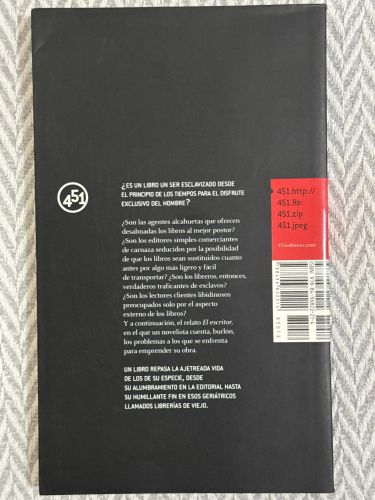 451
¿ES UN LIBRO UN SER ESCLAVIZADO DESDE
EL PRINCIPIO DE LOS TIEMPOS PARA EL DISFRUTE
EXCLUSIVO DEL HOMBRE?
¿Son las agentes alcahuetas que ofrecen
desalmadas los libros al mejor postor?
¿Son los editores simples comerciantes
de carnaza seducidos por la posibilidad
de que los libros sean sustituidos cuanto
antes por algo más ligero y fácil
de transportar? ¿Son los libreros, entonces,
verdaderos traficantes de esclavos?
¿Son los lectores clientes libidinosos
preocupados solo por el aspecto
externo de los libros?
Y a continuación, el relato El escritor,
en el que un novelista cuenta, burlón,
los problemas a los que se enfrenta
para emprender su obra.
UN LIBRO REPASA LA AJETREADA VIDA
DE LOS DE SU ESPECIE, DESDE
SU ALUMBRAMIENTO EN LA EDITORIAL HASTA
SU HUMILLANTE FIN EN ESOS GERIÁTRICOS
LLAMADOS LIBRERÍAS DE VIEJO.
451.http://
451.Re:
451.zip
451.jpeg
451editores.com